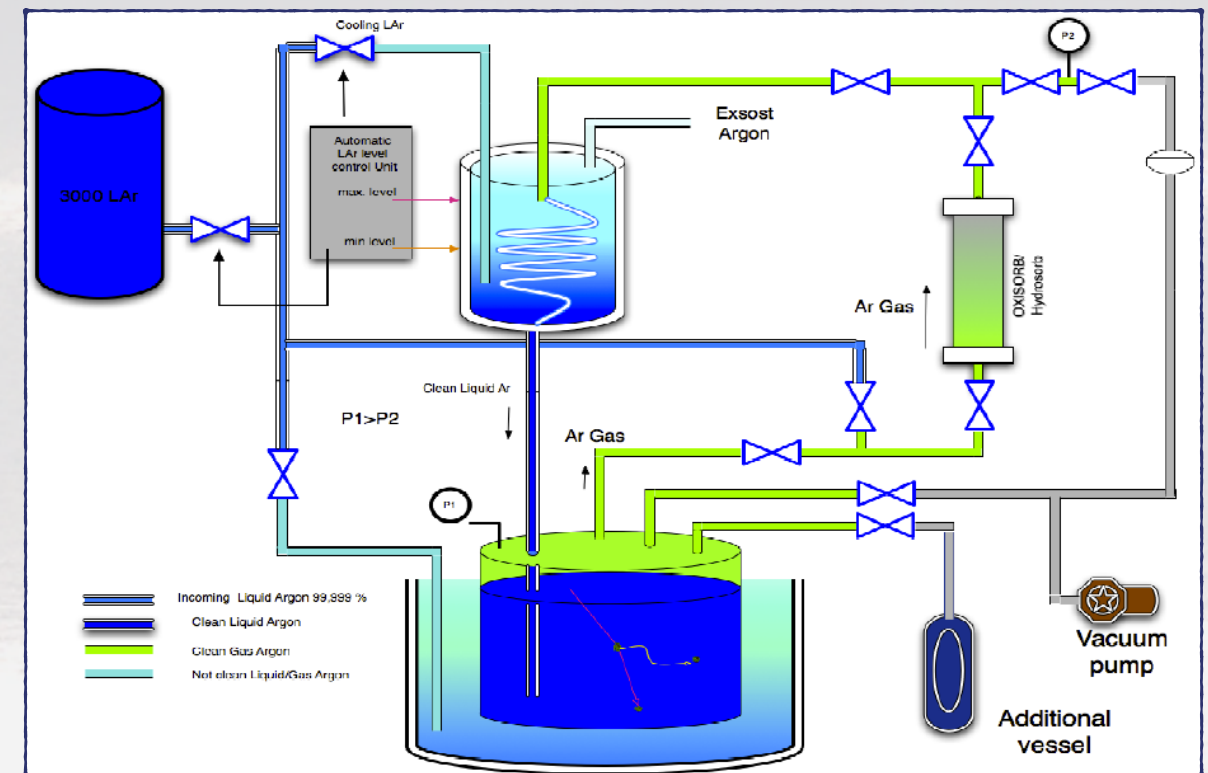 Cooling LAr
P2
Exsost
Argon
Automatic
LAr level
control Unit
max. level
min level
3000 LAr
OXISORB/
Hydrosorb
Ar Gas
Clean Liquid Ar
P1>P2
Ar Gas
P1
Incoming Liquid Argon 99,899 %
Clean Liquid Argon
Clean Gas Argon
Not clean Liquid/Gas Argon
Vacuum
pump
Additional
vessel